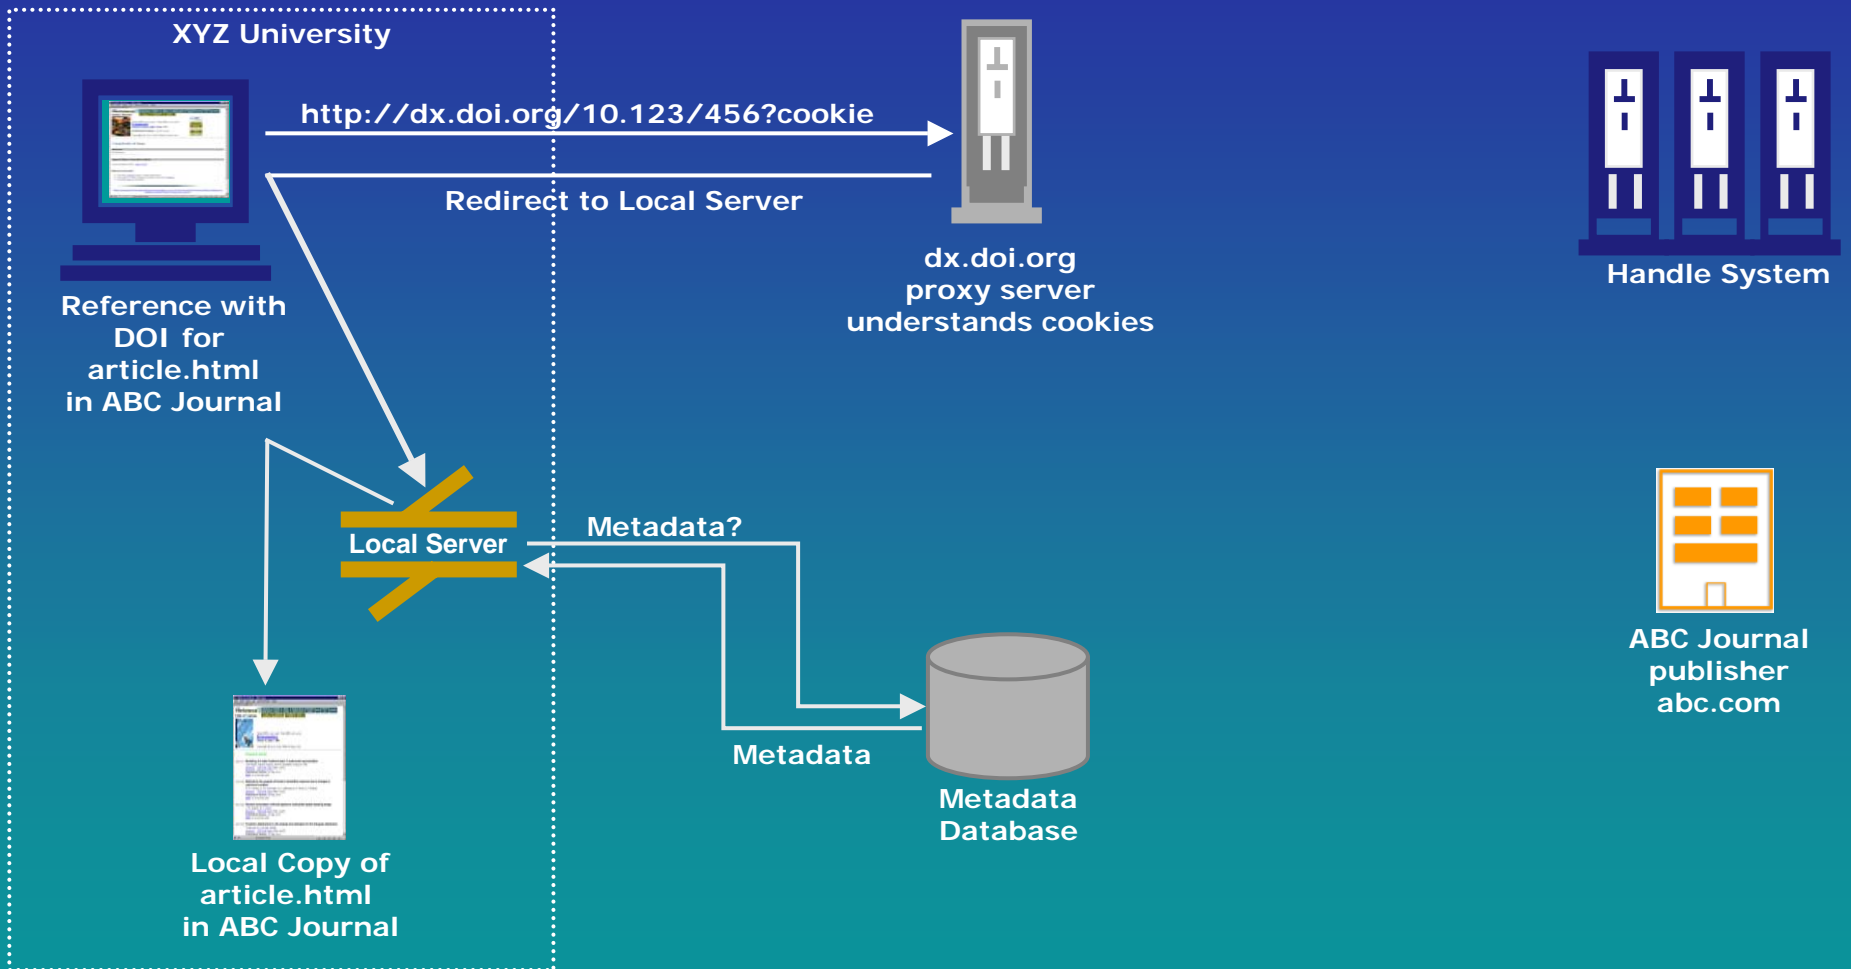 XYZ University
http://dx.doi.org/10.123/456?cookie
Redirect to Local Server
dx.doi.org
proxy server
understands cookies
Handle System
Reference with
DOI for
article.html
in ABC Journal
Local Server
Metadata?
Metadata
Metadata
Database
ABC Journal
publisher
abc.com
Local Copy of
article.html
in ABC Journal